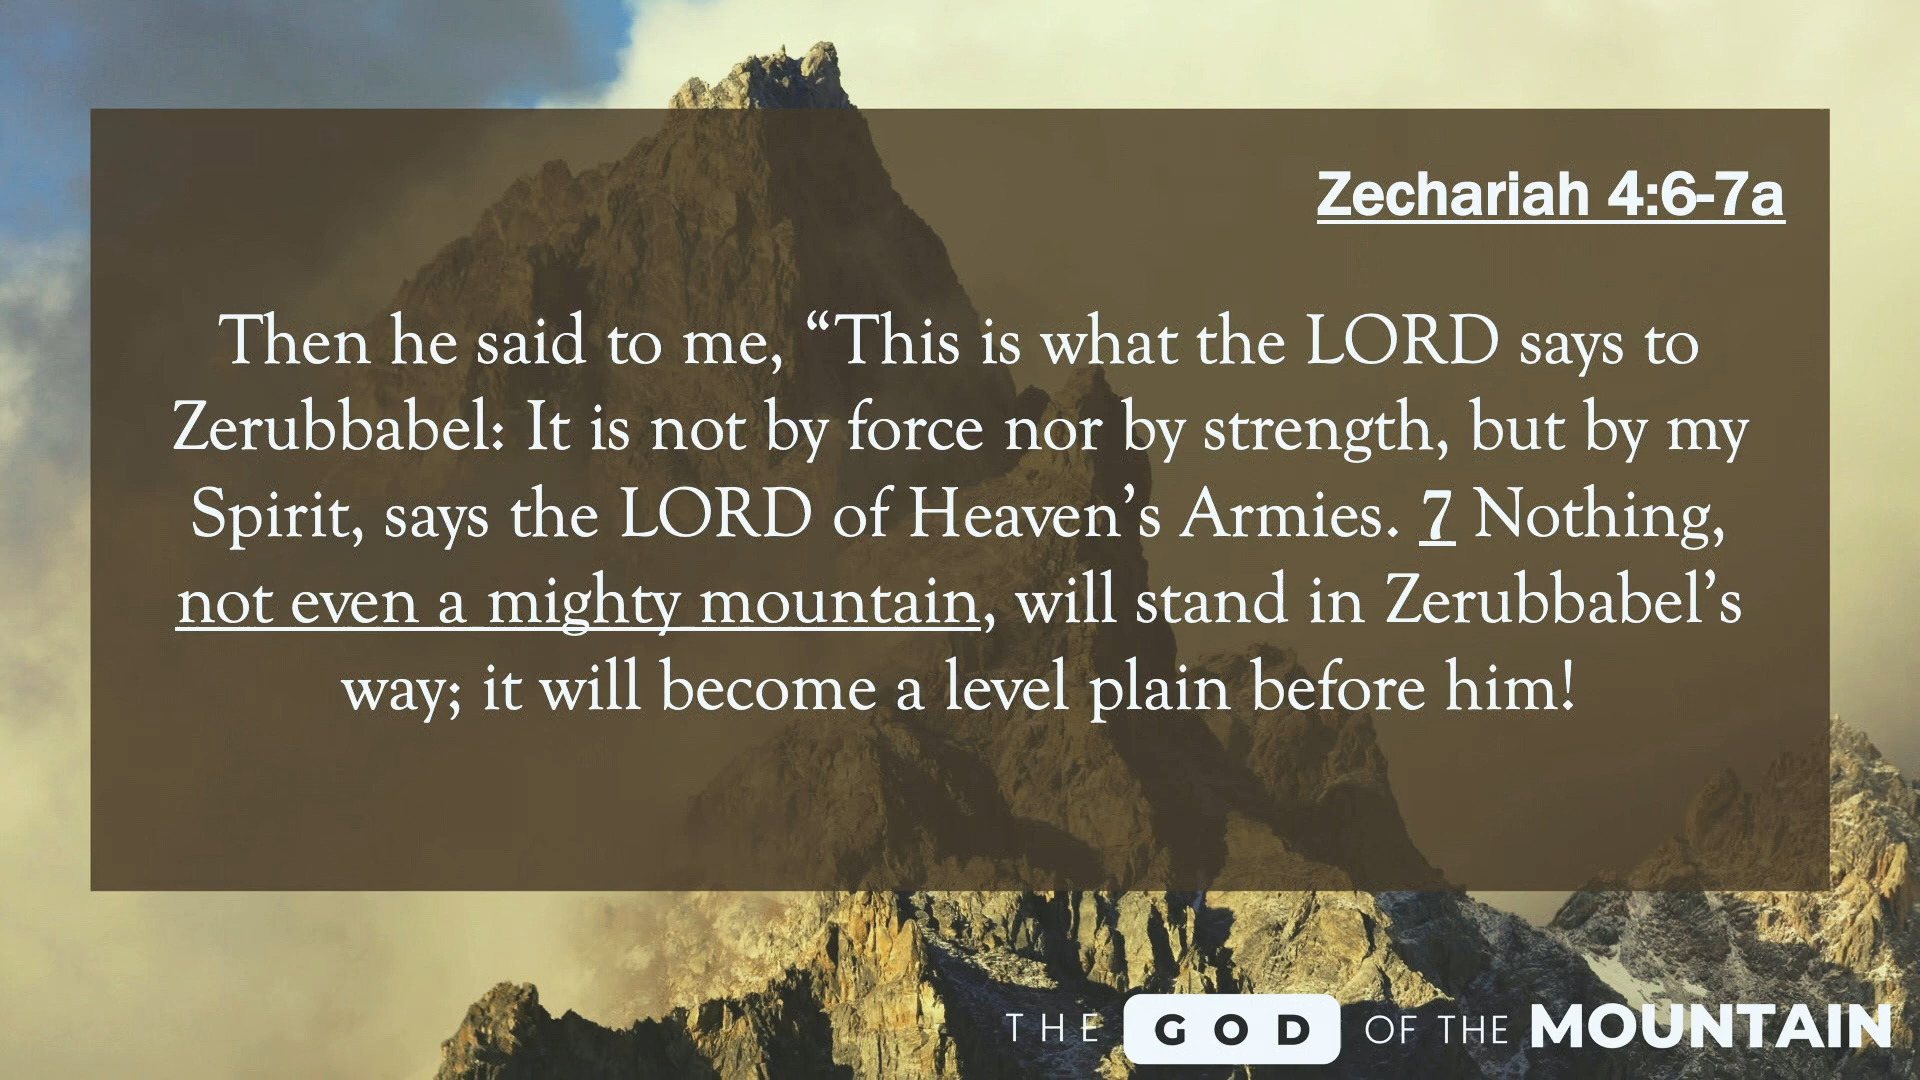 Zechariah 4:6-7a
Then he said to me, “This is what the LORD says to
Zerubbabel: It is not by force nor by strength, but by my
Spirit, says the LORD of Heaven’s Armies. 7 Nothing,
not even a mighty mountain, will stand in Zerubbabel’s
way; it will become a level plain before him!
THE GOD OF THE MOUNTAIN